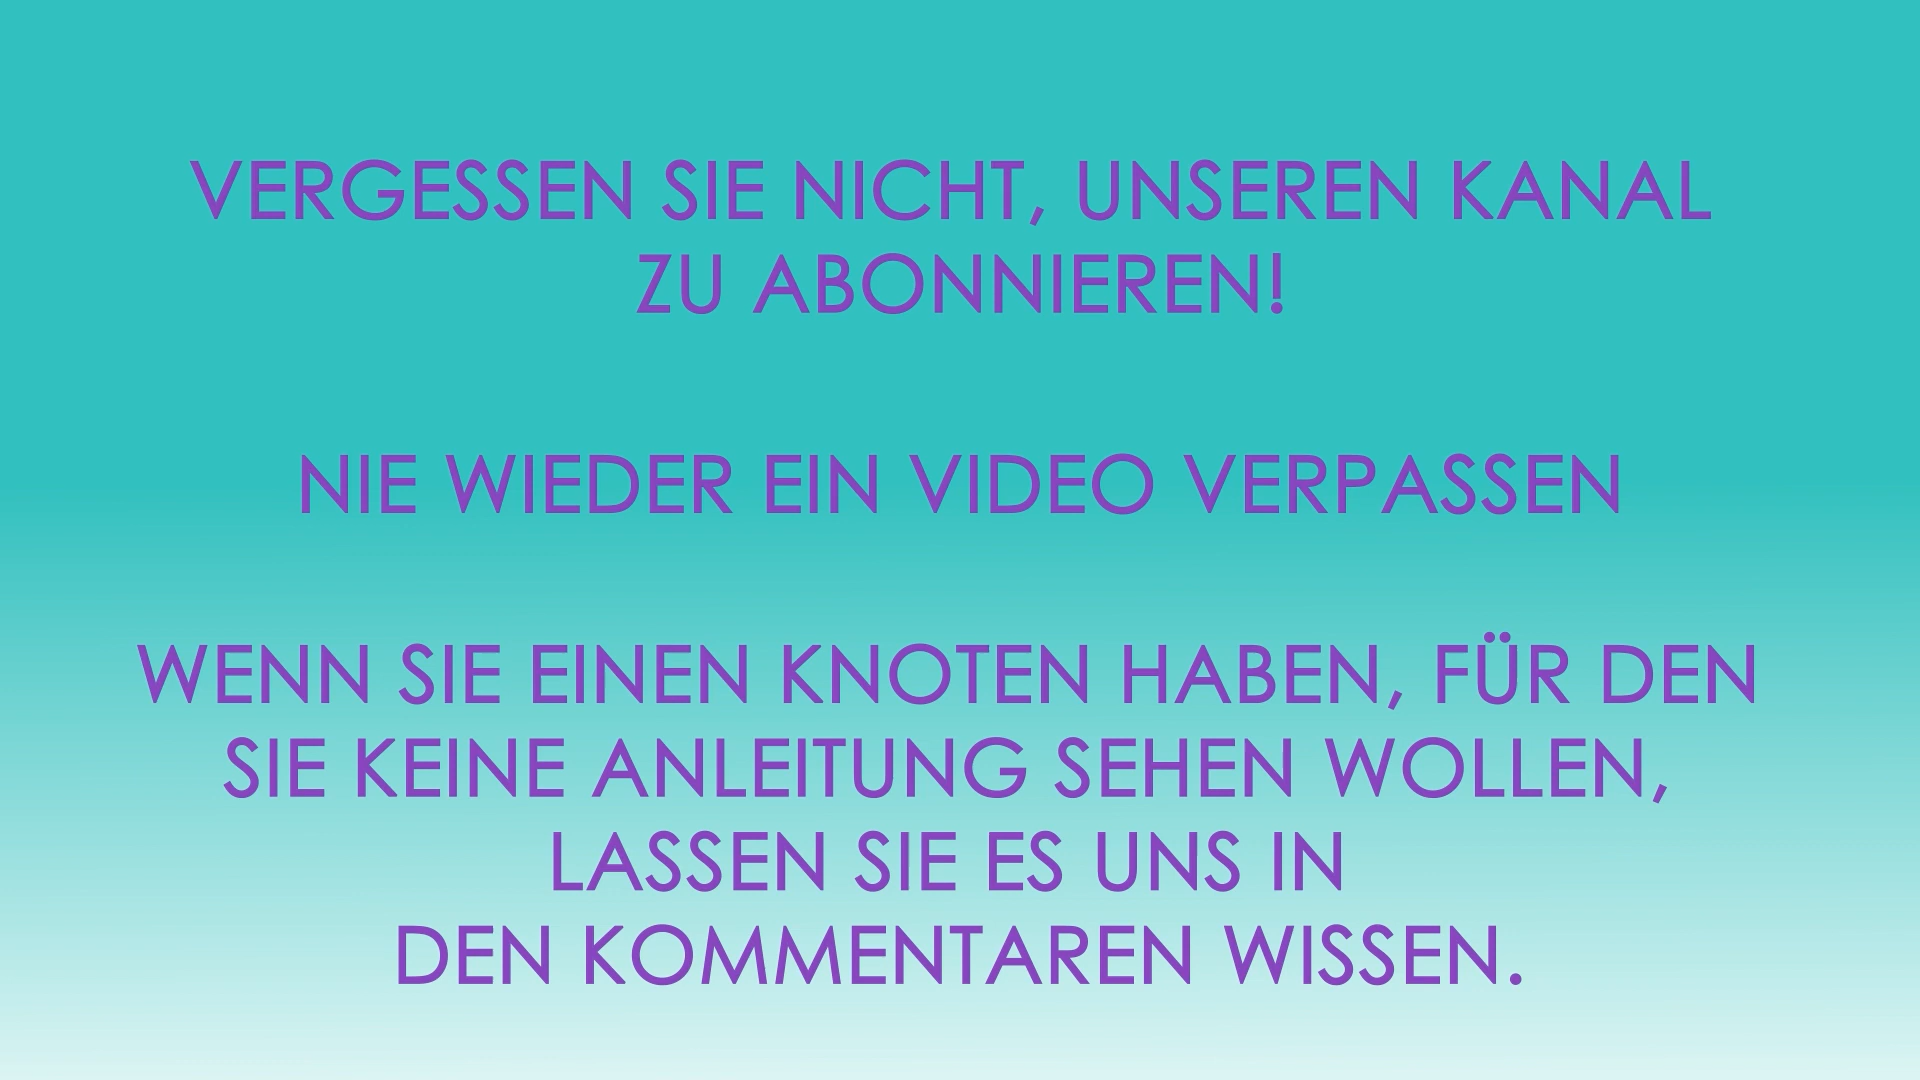 VERGESSEN SIE NICHT, UNSEREN KANAL
ZU ABONNIEREN!
NIE WIEDER EIN VIDEO VERPASSEN
WENN SIE EINEN KNOTEN HABEN, FÜR DEN
SIE KEINE ANLEITUNG SEHEN WOLLEN,
LASSEN SIE ES UNS IN
DEN KOMMENTAREN WISSEN.